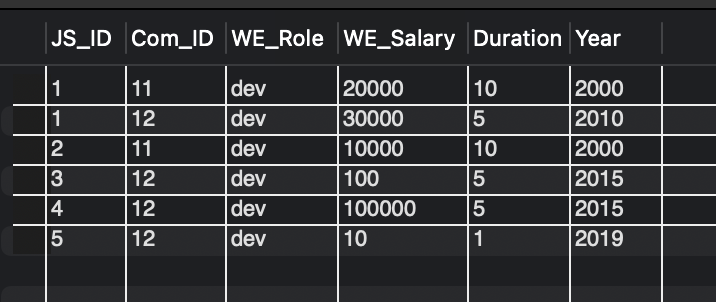 JS_ID Com_ID WE_Role WE_Salary Duration Year
1 11 dev 20000 10 2000
1 12 dev 30000 5 2010
2 11 dev 10000 10 2000
3 12 dev 100 5 2015
4 12 dev 100000 5 2015
5 12 dev 10 1 2019